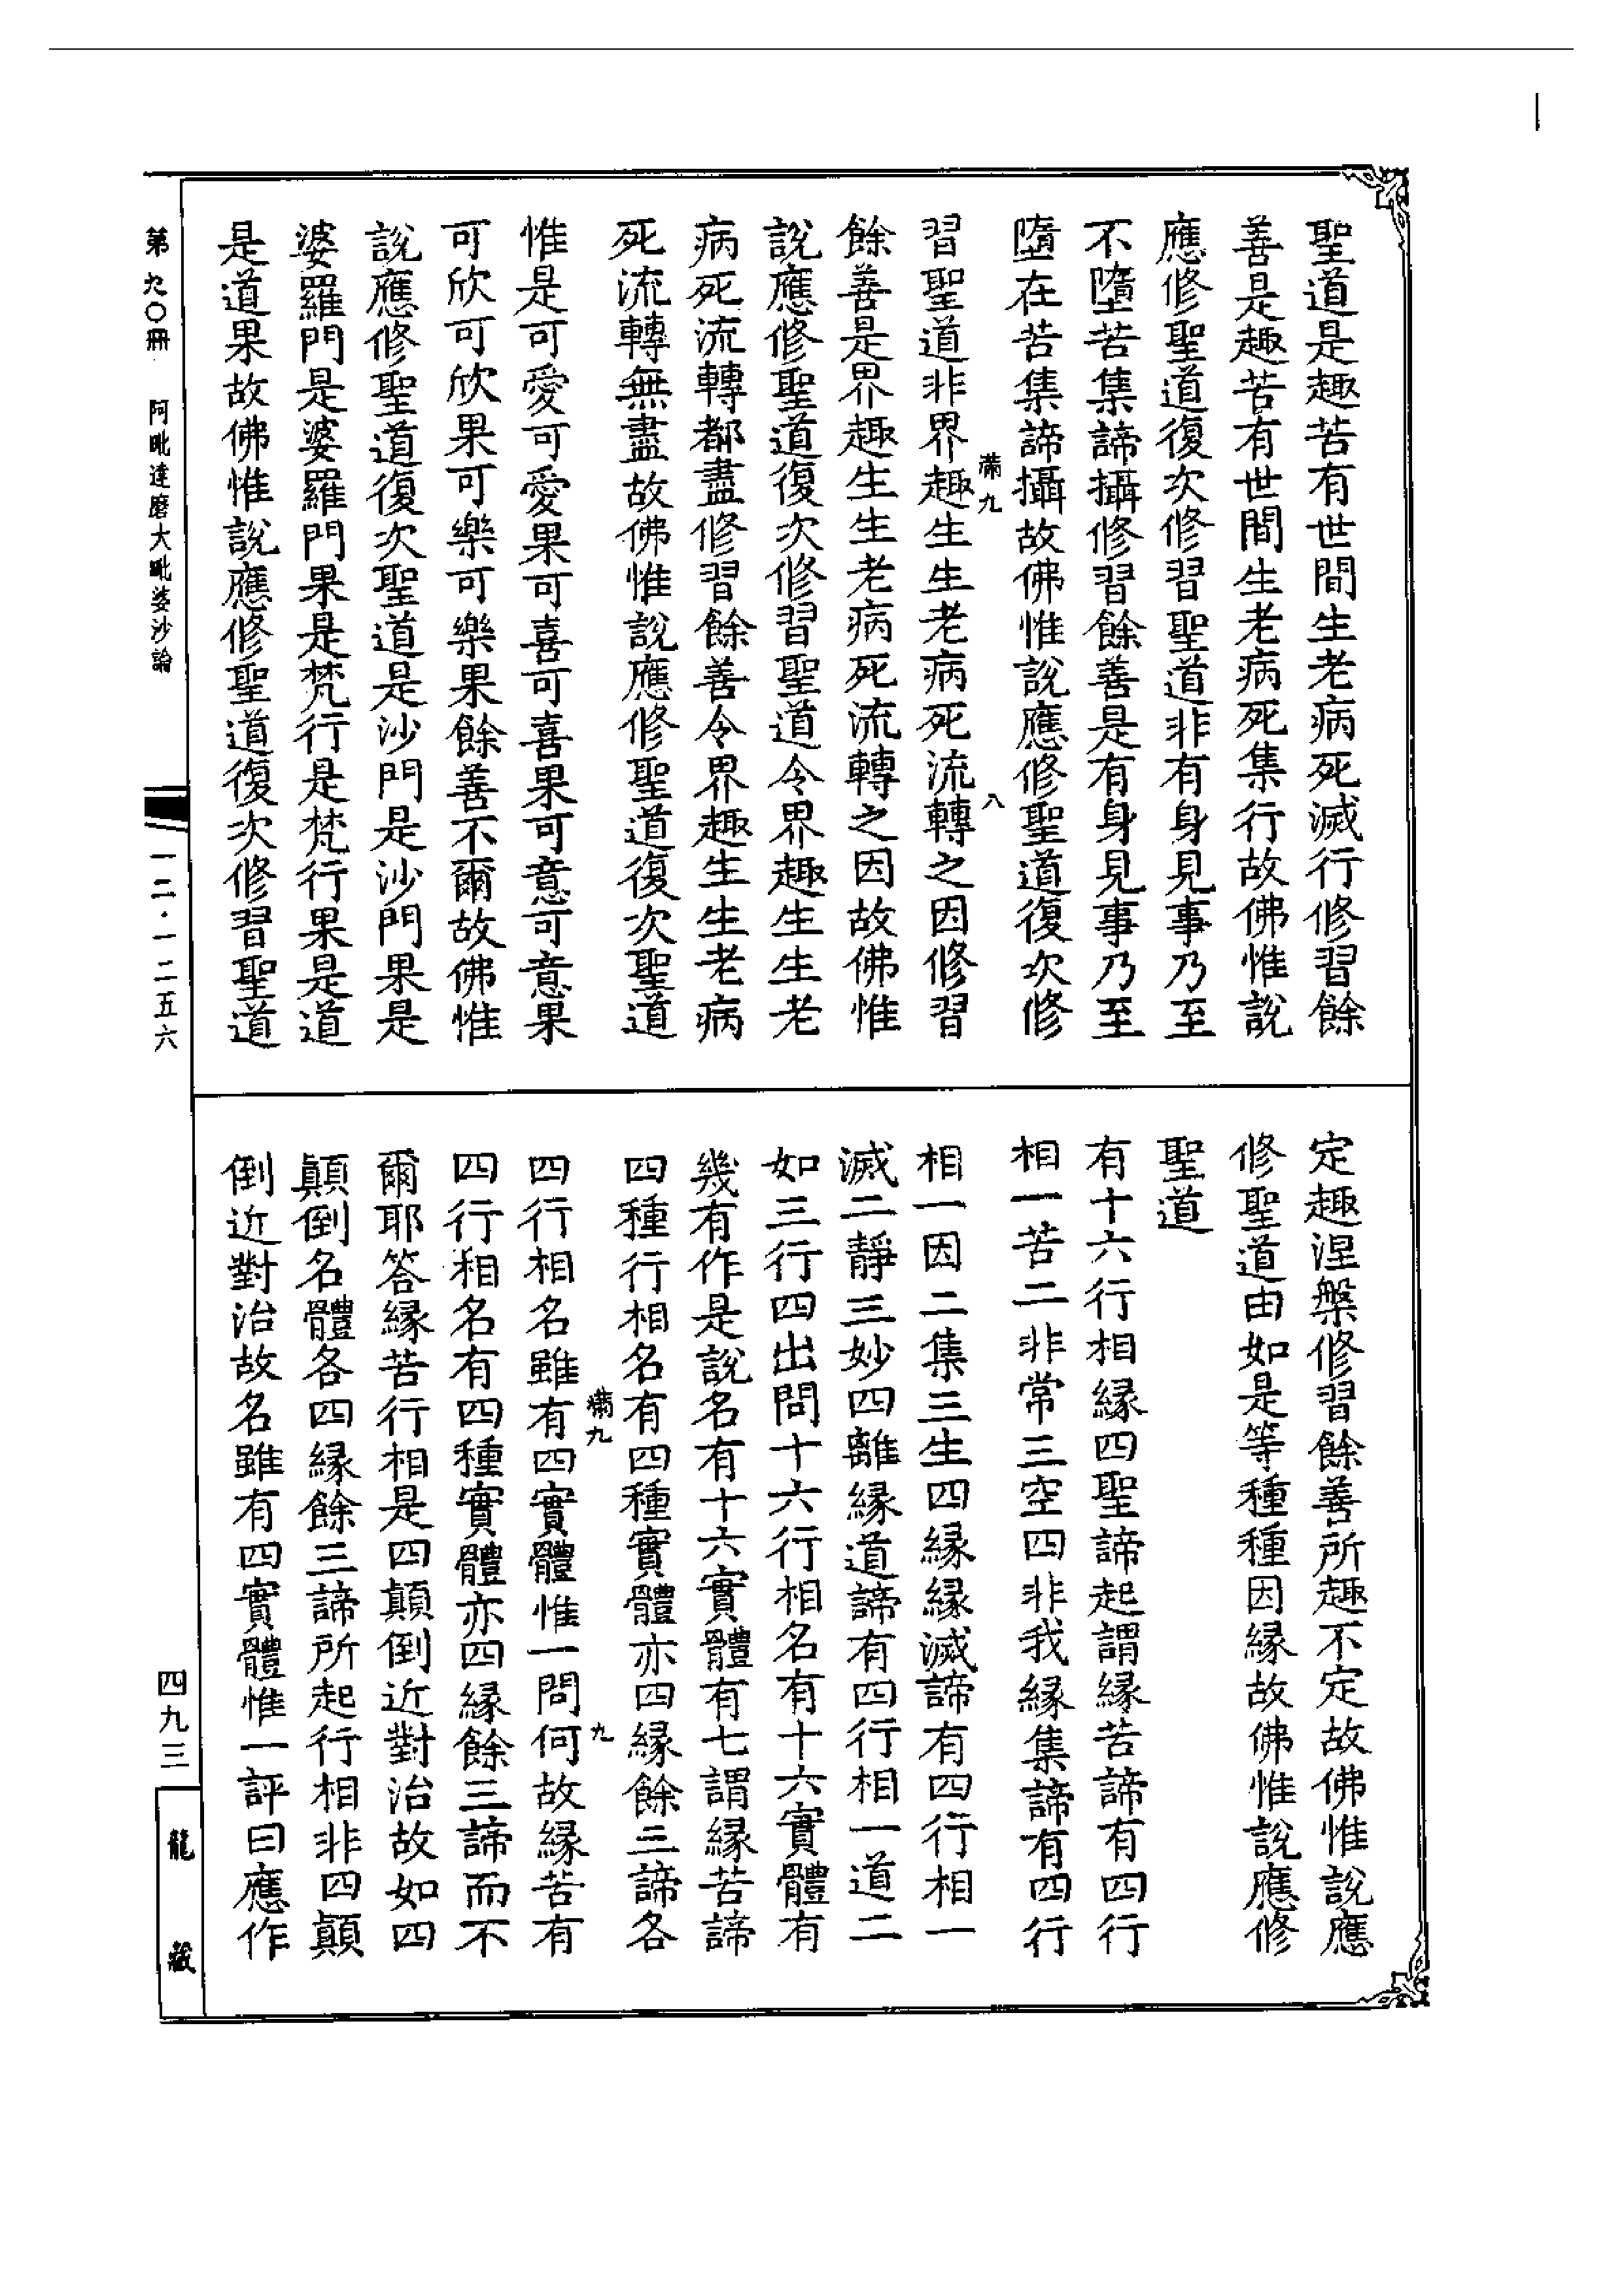 聖道是趣苦有世間生老病死滅行修習餘
善是趣苦有世間生老病死集行故佛惟說
應修聖道復次修習聖道非有身見事乃至
不墮苦集諦攝修習餘善是有身見事乃至
墮在苦集諦攝故佛惟說應修聖道復次修
滿九
八
習聖道非界趣生生老病死流轉之因修習
餘善是界趣生生老病死流轉之因故佛惟
說應修聖道復次修習聖道令界趣生生老
病死流轉都盡修習餘善令界趣生生老病
死流轉無盡故佛惟說應修聖道復次聖道
惟是可愛可愛果可喜可喜果可意可意果
可欣可欣果可樂可樂果餘善不爾故佛惟
說應修聖道復次聖道是沙門是沙門果是
婆羅門是婆羅門果是梵行是梵行果是道
是道果故佛惟說應修聖道復次修習聖道
定趣涅槃修習餘善所趣不定故佛惟說應
修聖道由如是等種種因緣故佛惟說應修
聖道
有十六行相緣四聖諦起謂緣苦諦有四行
相一苦二非常三空四非我緣集諦有四行
相一因二集三生四緣緣滅諦有四行相一
滅二靜三妙四離緣道諦有四行相一道二
如三行四出問十六行相名有十六實體有
幾有作是說名有十六實體有七謂緣苦諦
四種行相名有四種實體亦四緣餘三諦各
滿九
九
四行相名雖有四實體惟一問何故緣苦有
四行相名有四種實體亦四緣餘三諦而不
爾耶答緣苦行相是四顛倒近對治故如四
顛倒名體各四緣餘三諦所起行相非四顛
倒近對治故名雖有四實體惟一評曰應作
第九〇冊
阿毗達磨大毗婆沙論
一二·一二五六
四九三
龍藏